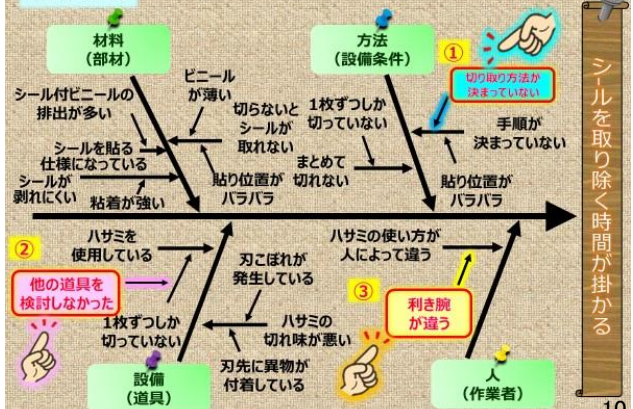 材料
(部材)
方法
(設備条件)
①
切り取り方法が
決まっていない
シール付ビニールの
排出が多い
ビニール
が薄い
切らないと
シールが
取れない
シールを貼る
仕様になっている
シールが
剥れにくい
粘着が強い
貼り位置が
バラバラ
1枚ずつしか
切っていない
まとめて
切れない
手順が
決まっていない
貼り位置が
バラバラ
シールを取り除く時間が掛かる
②
他の道具を
検討しなかった
ハサミを
使用している
1枚ずつしか
切っていない
刃こぼれが
発生している
ハサミの
切れ味が悪い
刃先に異物が
付着している
設備
(道具)
ハサミの使い方が
人によって違う
③
利き腕
が違う
人
(作業者)
10